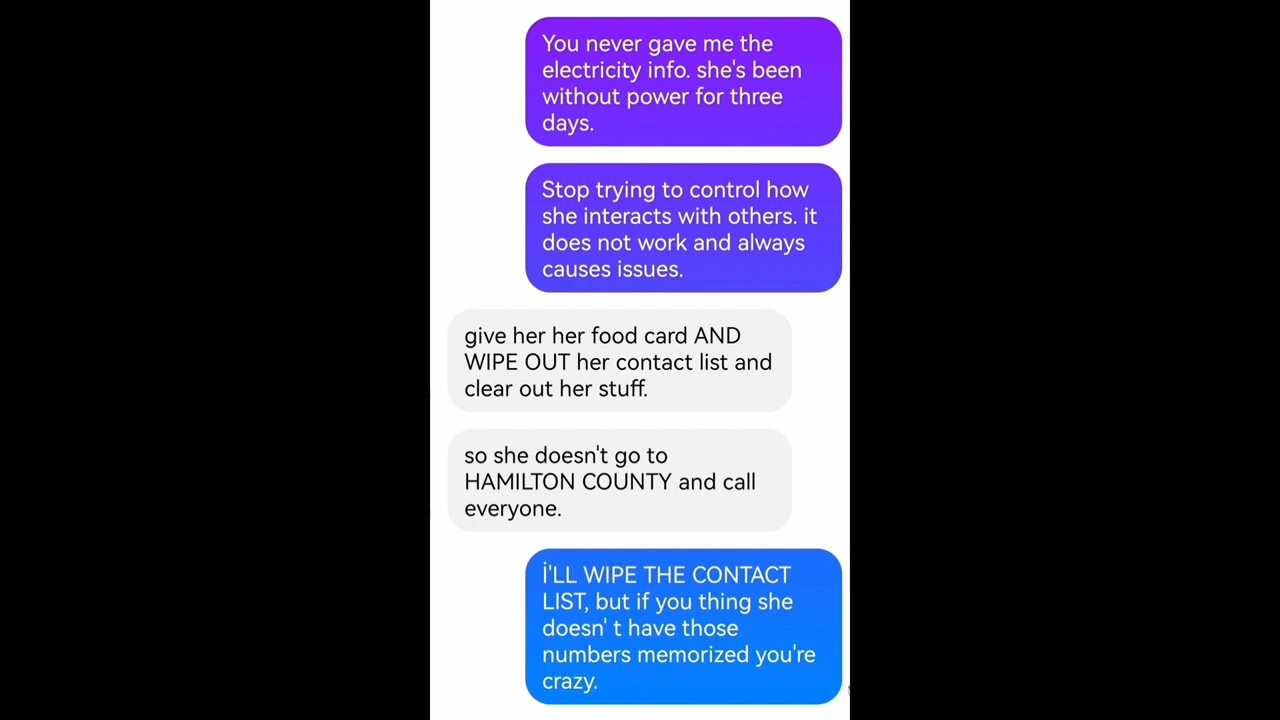 You never gave me the
electricity info. she's been
without power for three
days.
Stop trying to control how
she interacts with others. it
does not work and always
causes issues.
give her her food card AND
WIPE OUT her contact list and
clear out her stuff.
so she doesn't go to
HAMILTON COUNTY and call
everyone.
İ'LL WIPE THE CONTACT
LIST, but if you thing she
doesn' t have those
numbers memorized you're
crazy.